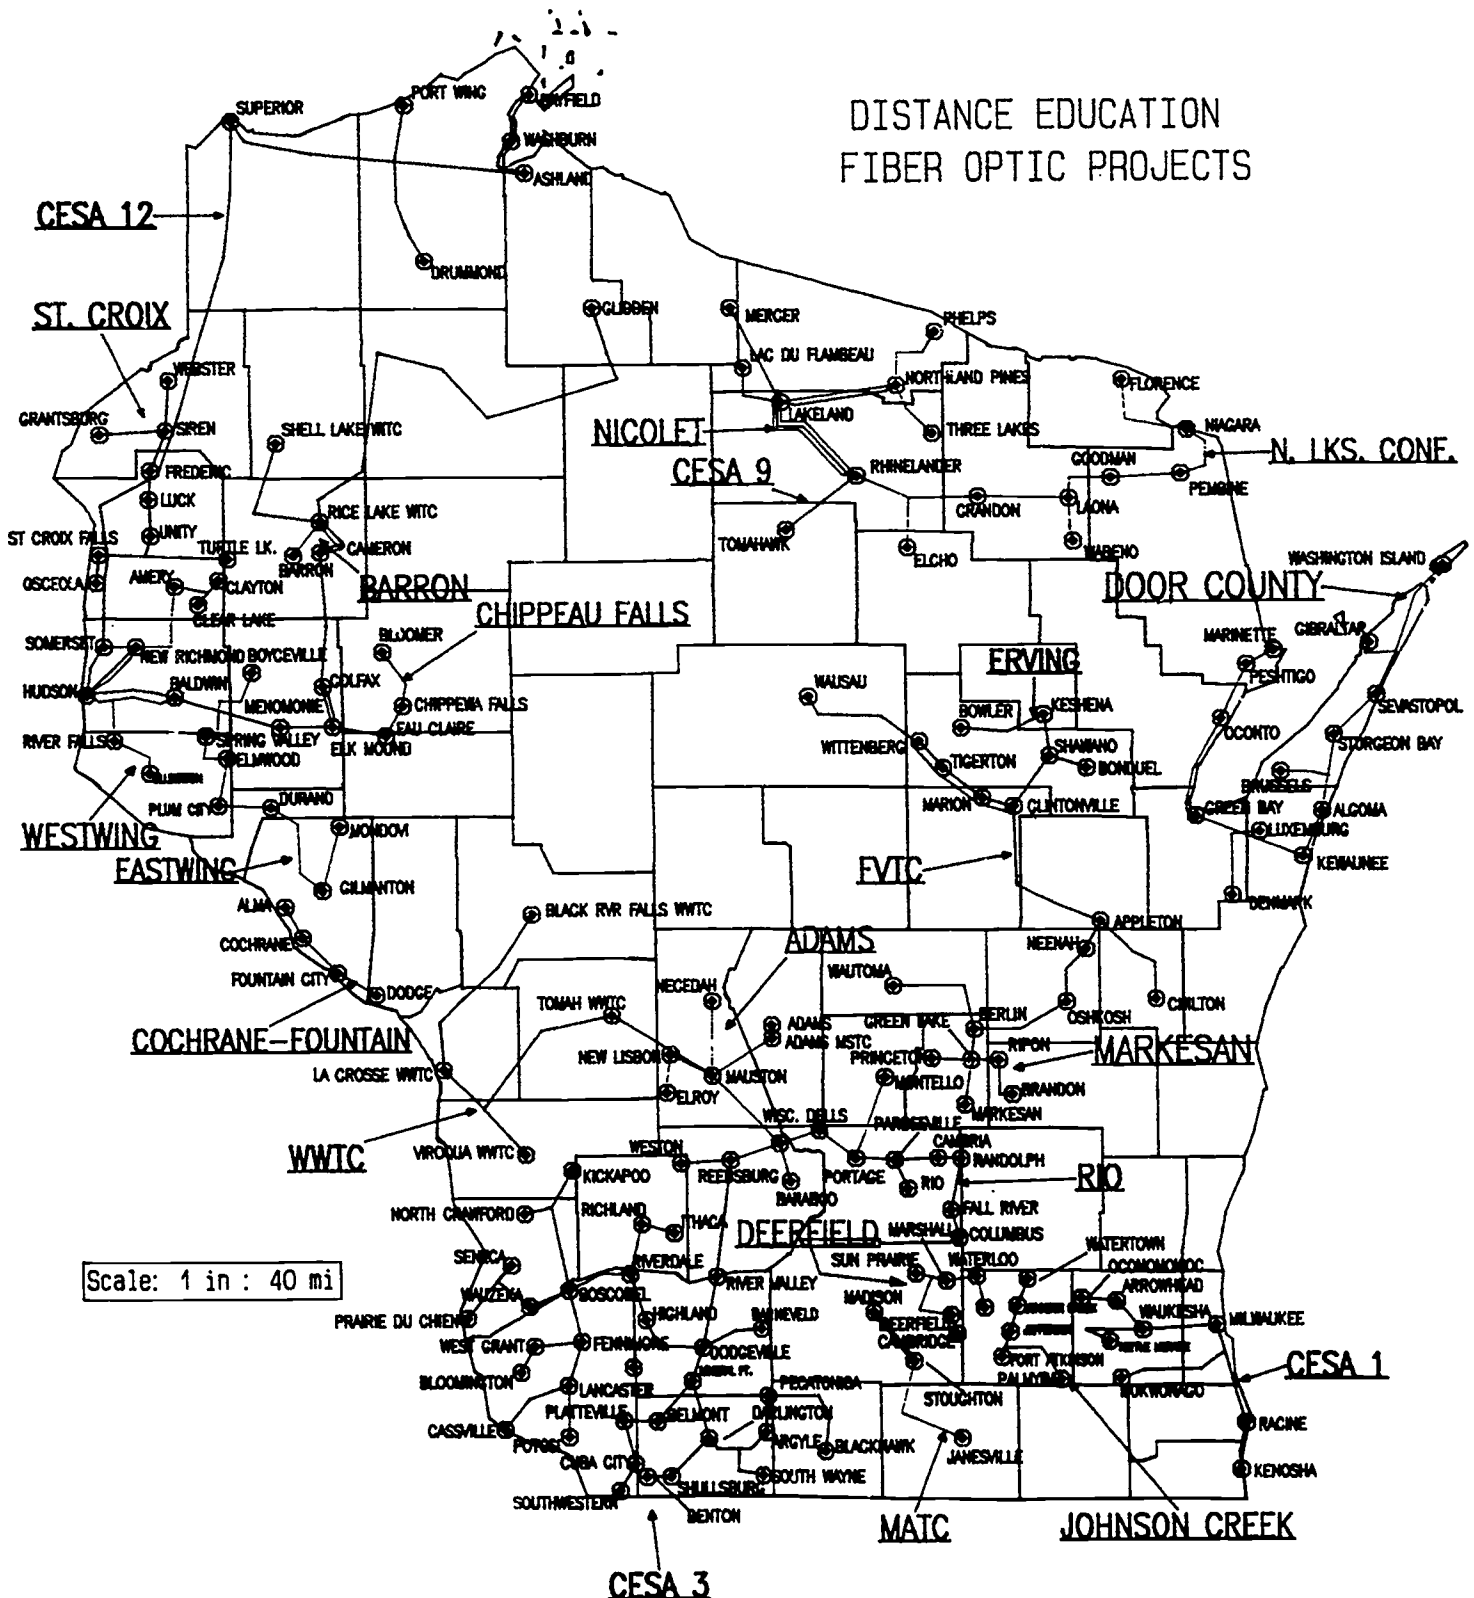 DISTANCE EDUCATION
FIBER OPTIC PROJECTS
PORT WING
BAYFIELD
SUPERIOR
WASHBURN
ASHLAND
CESA 12
DRUMMOND
ST. CROIX
GLIDDEN
MERCER
PHELPS
LAC DU FLAMBEAU
WEBSTER
NORTHLAND PINES
FLORENCE
GRANTSBURG
SIREN
SHELL LAKE WITC
LAKELAND
NICOLET
THREE LAKES
NIAGARA
N. LKS. CONF.
FREDERIC
CESA 9
RHINELANDER
GOODMAN
PEMBINE
LUCK
RICE LAKE WITC
CRANDON
LAONA
ST CROIX FALLS
UNITY
TURTLE LK.
CAMERON
BARRON
TOMAHAWK
ELCHO
WABENO
WASHINGTON ISLAND
OSCEOLA
AMERY
CLAYTON
BARRON
DOOR COUNTY
CLEAR LAKE
CHIPPEAU FALLS
GIBRALTAR
SOMERSET
NEW RICHMOND
BOYCEVILLE
BLOOMER
MARINETTE
ERVING
PESHTIGO
HUDSON
BALDWIN
COLFAX
WAUSAU
MENOMONIE
CHIPPEWA FALLS
BOWLER
KESHENA
SEVASTOPOL
EAU CLAIRE
OCONTO
RIVER FALLS
SPRING VALLEY
ELK MOUND
WITTENBERG
SHAWANO
STURGEON BAY
ELMWOOD
TIGERTON
BONDUEL
BRUSSELS
PLUM CITY
DURAND
MARION
CLINTONVILLE
GREEN BAY
ALGOMA
WESTWING
MONDOVI
LUXEMBURG
EASTWING
FVTC
KEWAUNEE
GILMANTON
ALMA
BLACK RVR FALLS WWTC
DENMARK
APPLETON
COCHRANE
ADAMS
NEENAH
FOUNTAIN CITY
WAUTOMA
DODGE
NECEDAH
CHILTON
TOMAH WWTC
OSHKOSH
COCHRANE-FOUNTAIN
ADAMS
GREEN LAKE
BERLIN
ADAMS MSTC
NEW LISBON
PRINCETON
RIPON
MARKESAN
LA CROSSE WWTC
MAUSTON
MONTELLO
ELROY
BRANDON
MARKESAN
WISC. DELLS
PARDEEVILLE
WWTC
VIROQUA WWTC
WESTON
CAMBRIA
KICKAPOO
REEDSBURG
PORTAGE
RANDOLPH
BARABOO
RIO
RIO
NORTH CRAWFORD
RICHLAND
FALL RIVER
ITHACA
DEERFIELD
MARSHALL
COLUMBUS
SENECA
RIVERDALE
SUN PRAIRIE
WATERLOO
WATERTOWN
OCOMOMOMOC
Scale: 1 in : 40 mi
RIVER VALLEY
ARROWHEAD
WAUZEKA
BOSCOBEL
MADISON
PRAIRIE DU CHIEN
HIGHLAND
BARNEVELD
DEERFIELD
WAUKESHA
MILWAUKEE
WEST GRANT
FENNIMORE
DODGEVILLE
CAMBRIDGE
FORT ATKINSON
CESA 1
BLOOMINGTON
MINERAL PT.
PALMYRA
LANCASTER
PECATONICA
STOUGHTON
MUKWONAGO
PLATTEVILLE
BELMONT
DARLINGTON
CASSVILLE
RACINE
POTOSI
ARGYLE
BLACKHAWK
JANESVILLE
CUBA CITY
SHULLSBURG
SOUTH WAYNE
KENOSHA
SOUTHWESTERN
BENTON
MATC
JOHNSON CREEK
CESA 3